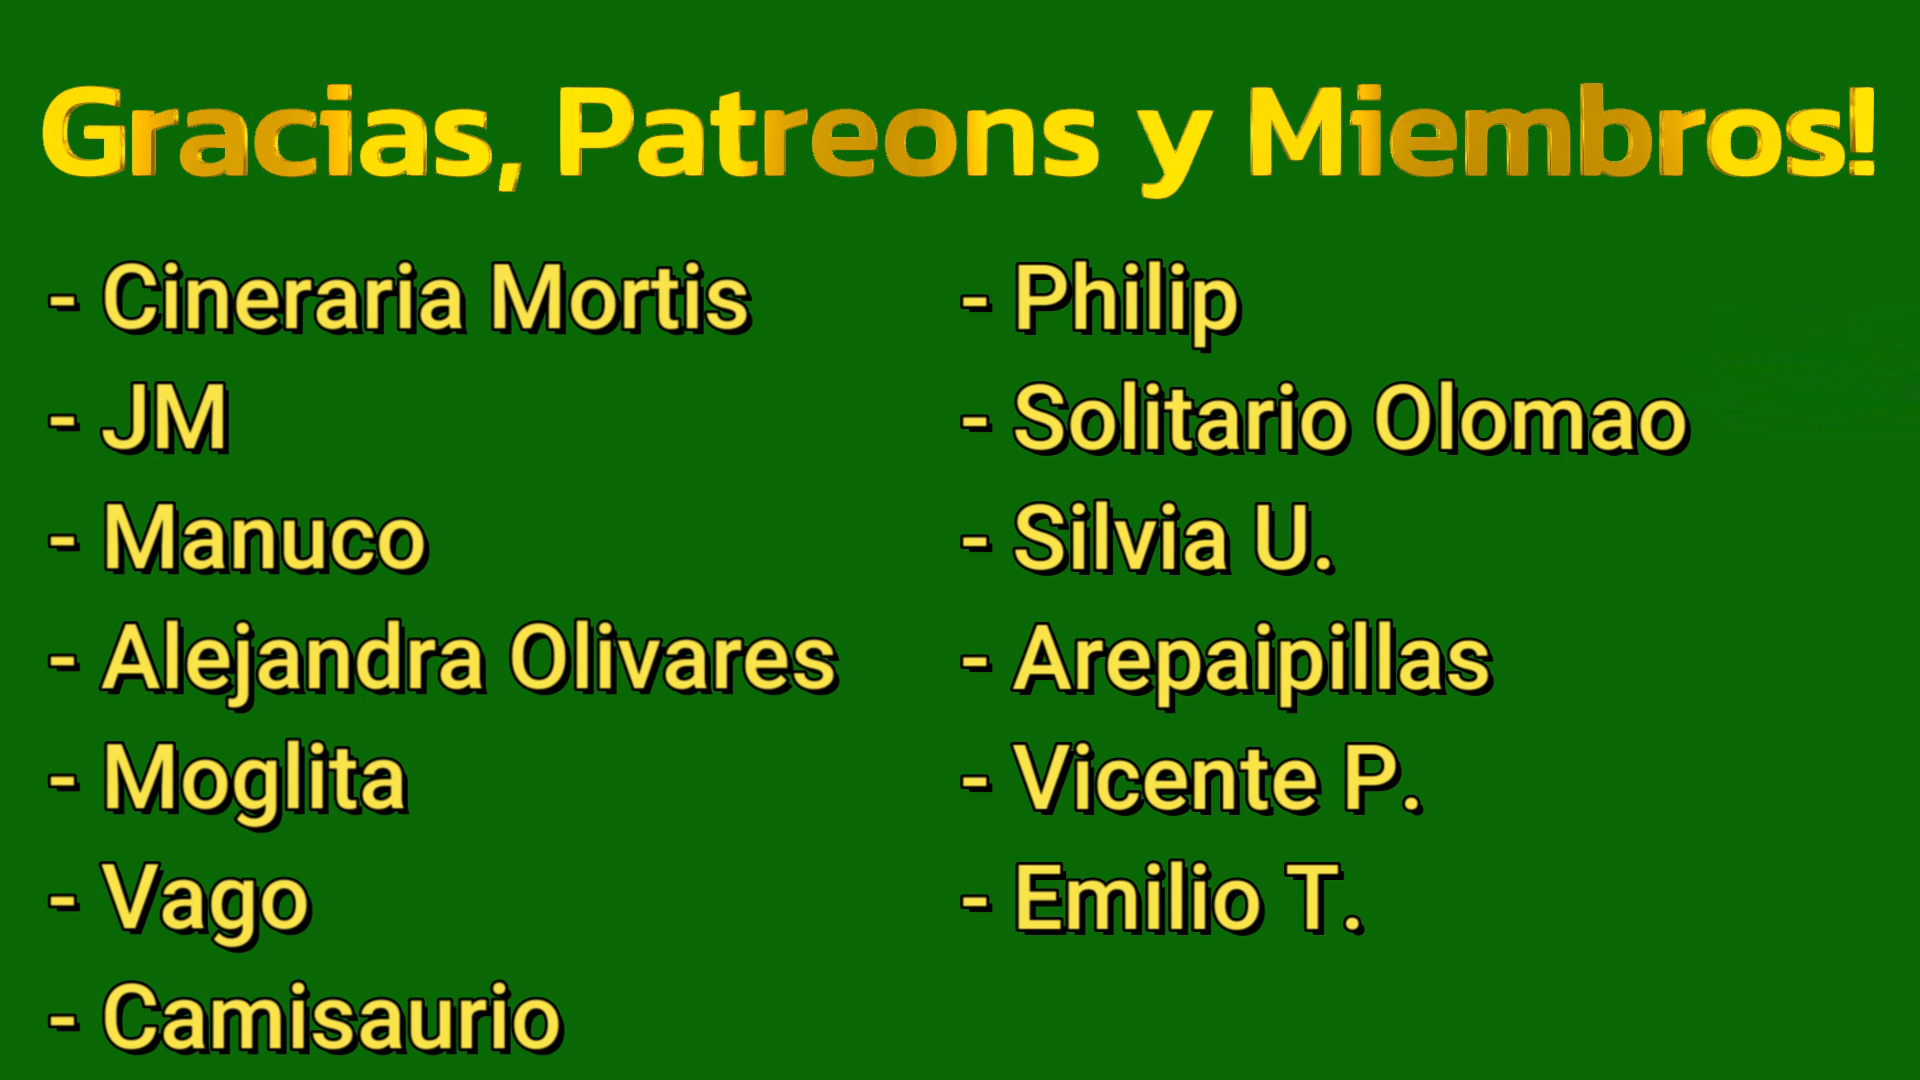 Gracias, Patreons y Miembros!
- Cineraria Mortis
- JM
- Manuco
- Alejandra Olivares
- Moglita
- Vago
- Camisaurio
- Philip
- Solitario Olomao
- Silvia U.
- Arepaipillas
- Vicente P.
- Emilio T.